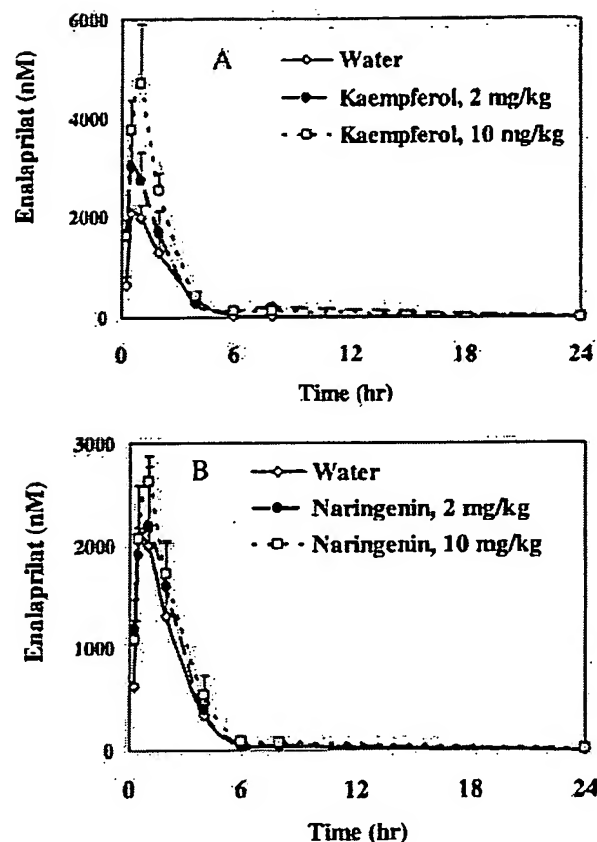 6000
A
Water
Kaempferol, 2 mg/kg
Kaempferol, 10 mg/kg
4000
2000
0
Enalaprilat (nM)
0 6 12 18 24
Time (hr)
3000
B
Water
Naringenin, 2 mg/kg
Naringenin, 10 mg/kg
2000
1000
0
Enalaprilat (nM)
0 6 12 18 24
Time (hr)